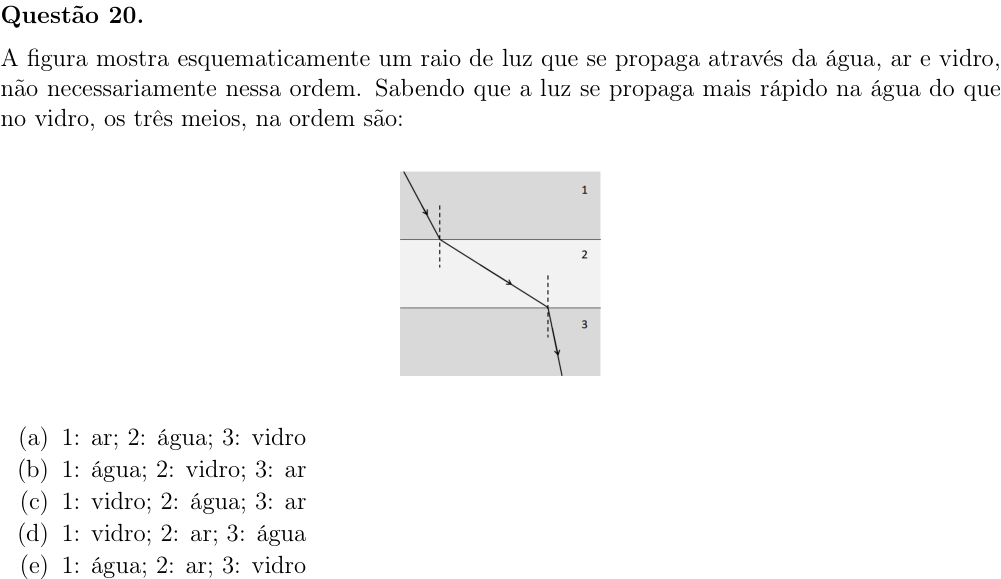 Questão 20.
A figura mostra esquematicamente um raio de luz que se propaga através da água, ar e vidro,
não necessariamente nessa ordem. Sabendo que a luz se propaga mais rápido na água do que
no vidro, os três meios, na ordem são:
1
2
3
(a) 1: ar; 2: água; 3: vidro
(b) 1: água; 2: vidro; 3: ar
(c) 1: vidro; 2: água; 3: ar
(d) 1: vidro; 2: ar; 3: água
(e) 1: água; 2: ar; 3: vidro